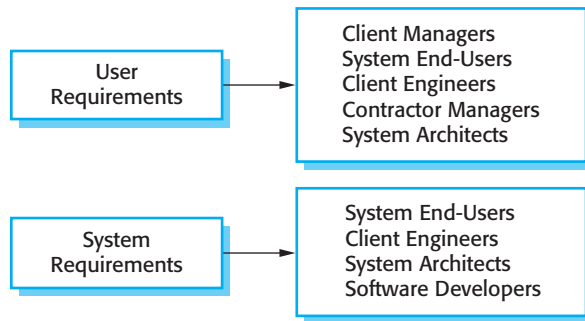 User
Requirements
Client Managers
System End-Users
Client Engineers
Contractor Managers
System Architects
System
Requirements
System End-Users
Client Engineers
System Architects
Software Developers